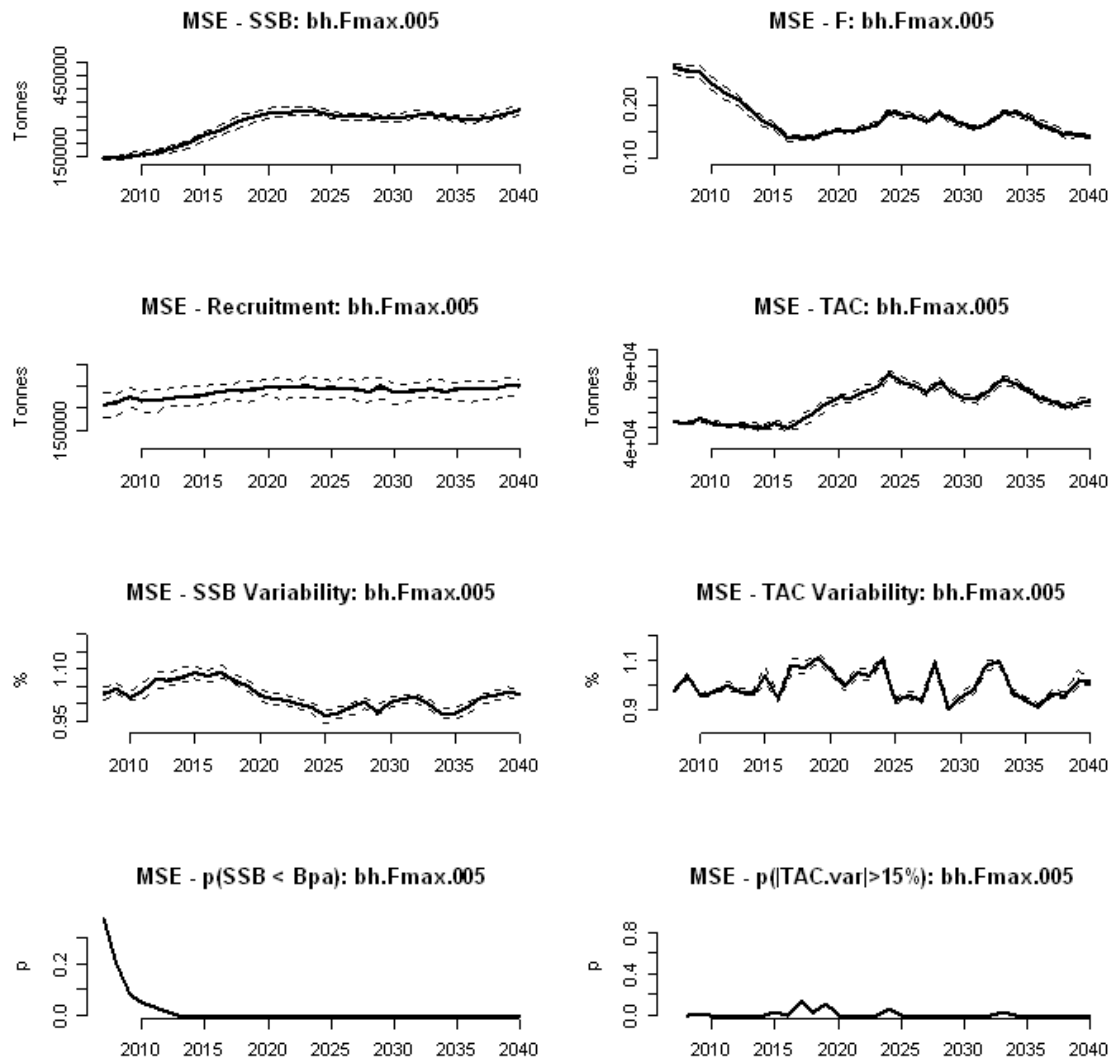 MSE - SSB: bh.Fmax.005
Tonnes
150000 450000
2010 2015 2020 2025 2030 2035 2040
MSE - F: bh.Fmax.005
0.10 0.20
2010 2015 2020 2025 2030 2035 2040
MSE - Recruitment: bh.Fmax.005
Tonnes
150000
2010 2015 2020 2025 2030 2035 2040
MSE - TAC: bh.Fmax.005
Tonnes
4e+04 9e+04
2010 2015 2020 2025 2030 2035 2040
MSE - SSB Variability: bh.Fmax.005
%
0.95 1.10
2010 2015 2020 2025 2030 2035 2040
MSE - TAC Variability: bh.Fmax.005
%
0.9 1.1
2010 2015 2020 2025 2030 2035 2040
MSE - p(SSB < Bpa): bh.Fmax.005
p
0.0 0.2
2010 2015 2020 2025 2030 2035 2040
MSE - p(|TAC.var|>15%): bh.Fmax.005
p
0.0 0.4 0.8
2010 2015 2020 2025 2030 2035 2040